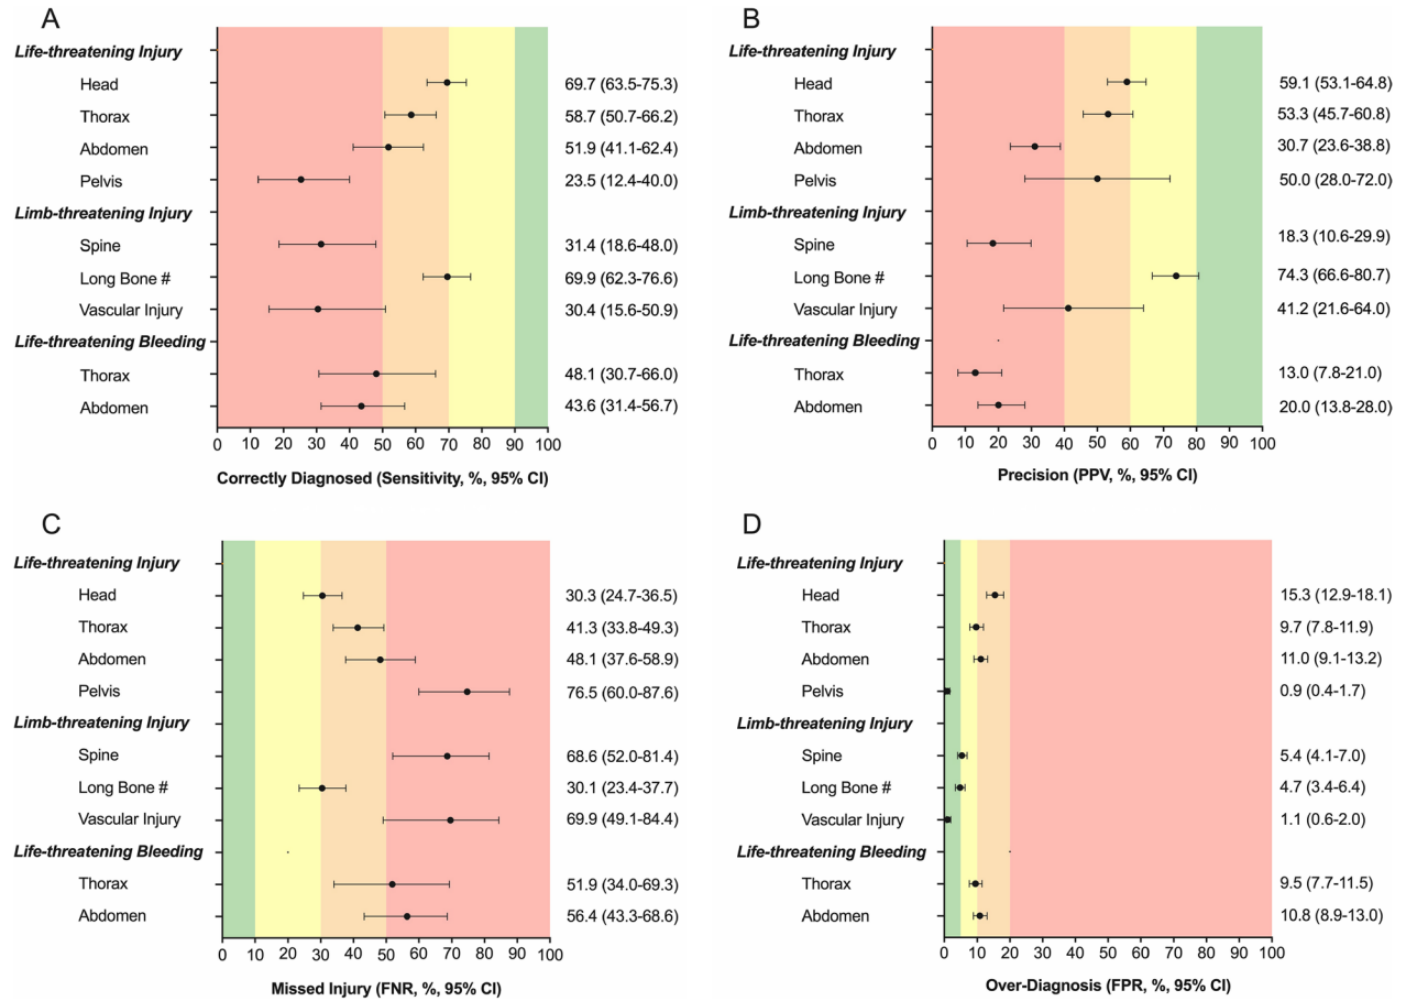 A
Life-threatening Injury
Head 69.7 (63.5-75.3)
Thorax 58.7 (50.7-66.2)
Abdomen 51.9 (41.1-62.4)
Pelvis 23.5 (12.4-40.0)
Limb-threatening Injury
Spine 31.4 (18.6-48.0)
Long Bone # 69.9 (62.3-76.6)
Vascular Injury 30.4 (15.6-50.9)
Life-threatening Bleeding
Thorax 48.1 (30.7-66.0)
Abdomen 43.6 (31.4-56.7)
0 10 20 30 40 50 60 70 80 90 100
Correctly Diagnosed (Sensitivity, %, 95% CI)
B
Life-threatening Injury
Head 59.1 (53.1-64.8)
Thorax 53.3 (45.7-60.8)
Abdomen 30.7 (23.6-38.8)
Pelvis 50.0 (28.0-72.0)
Limb-threatening Injury
Spine 18.3 (10.6-29.9)
Long Bone # 74.3 (66.6-80.7)
Vascular Injury 41.2 (21.6-64.0)
Life-threatening Bleeding
Thorax 13.0 (7.8-21.0)
Abdomen 20.0 (13.8-28.0)
0 10 20 30 40 50 60 70 80 90 100
Precision (PPV, %, 95% CI)
C
Life-threatening Injury
Head 30.3 (24.7-36.5)
Thorax 41.3 (33.8-49.3)
Abdomen 48.1 (37.6-58.9)
Pelvis 76.5 (60.0-87.6)
Limb-threatening Injury
Spine 68.6 (52.0-81.4)
Long Bone # 30.1 (23.4-37.7)
Vascular Injury 69.9 (49.1-84.4)
Life-threatening Bleeding
Thorax 51.9 (34.0-69.3)
Abdomen 56.4 (43.3-68.6)
0 10 20 30 40 50 60 70 80 90 100
Missed Injury (FNR, %, 95% CI)
D
Life-threatening Injury
Head 15.3 (12.9-18.1)
Thorax 9.7 (7.8-11.9)
Abdomen 11.0 (9.1-13.2)
Pelvis 0.9 (0.4-1.7)
Limb-threatening Injury
Spine 5.4 (4.1-7.0)
Long Bone # 4.7 (3.4-6.4)
Vascular Injury 1.1 (0.6-2.0)
Life-threatening Bleeding
Thorax 9.5 (7.7-11.5)
Abdomen 10.8 (8.9-13.0)
0 10 20 30 40 50 60 70 80 90 100
Over-Diagnosis (FPR, %, 95% CI)